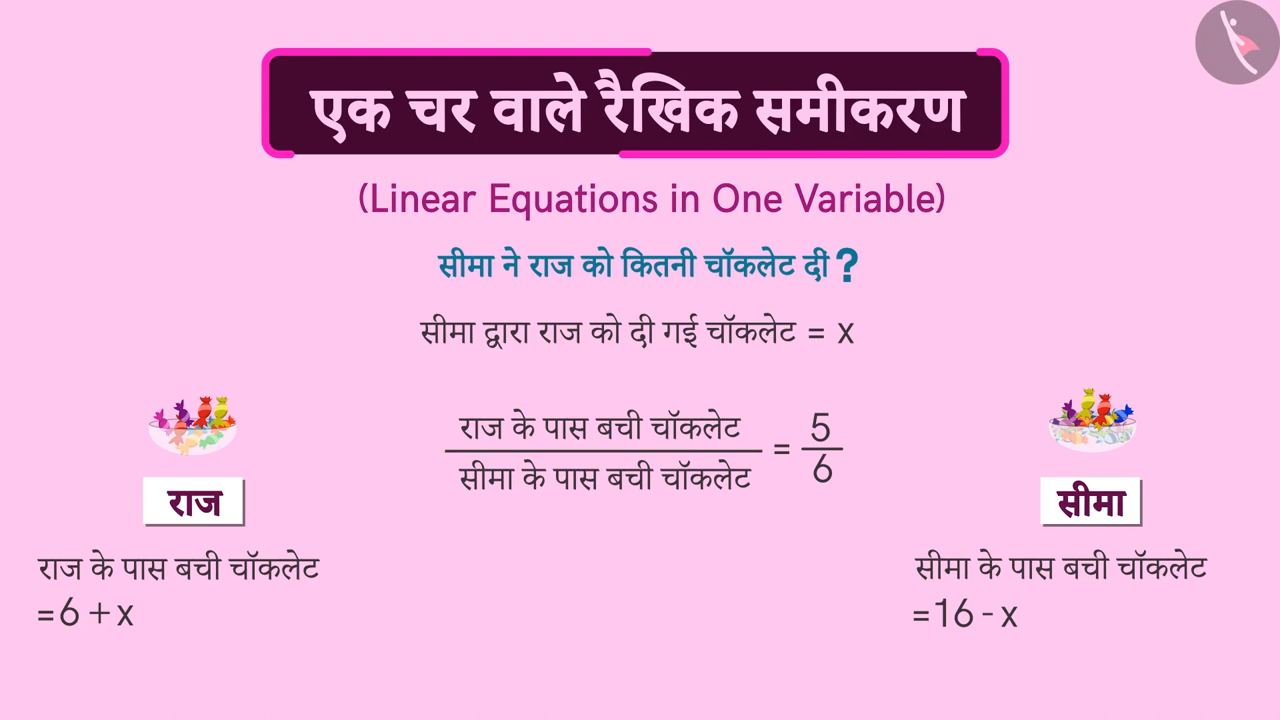 एक चर वाले रैखिक समीकरण
(Linear Equations in One Variable)
सीमा ने राज को कितनी चॉकलेट दीं?
सीमा द्वारा राज को दी गई चॉकलेट = x
राज के पास बची चॉकलेट
सीमा के पास बची चॉकलेट
= 5/6
राज
राज के पास बची चॉकलेट
=6+x
सीमा
सीमा के पास बची चॉकलेट
=16-x